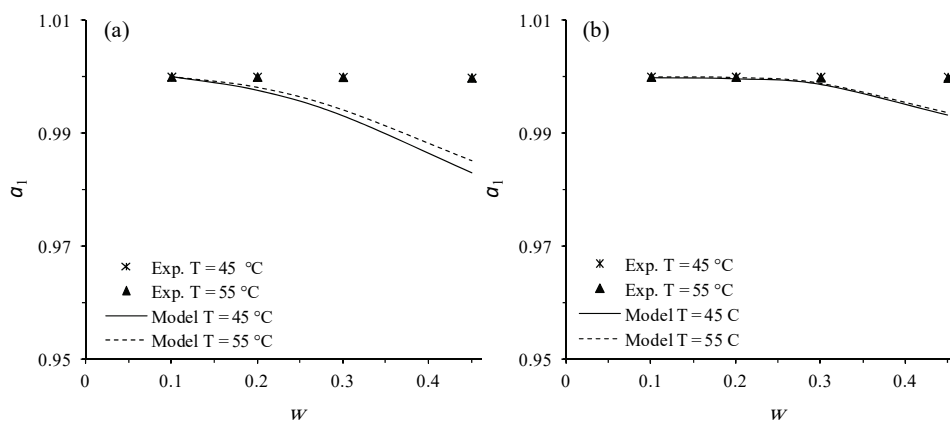 (a)
1.01
0.99
0.97
0.95
a1
Exp. T = 45 °C
Exp. T = 55 °C
Model T = 45 °C
Model T = 55 °C
0 0.1 0.2 0.3 0.4
w
(b)
1.01
0.99
0.97
0.95
a1
Exp. T = 45 °C
Exp. T = 55 °C
Model T = 45 C
Model T = 55 C
0 0.1 0.2 0.3 0.4
w